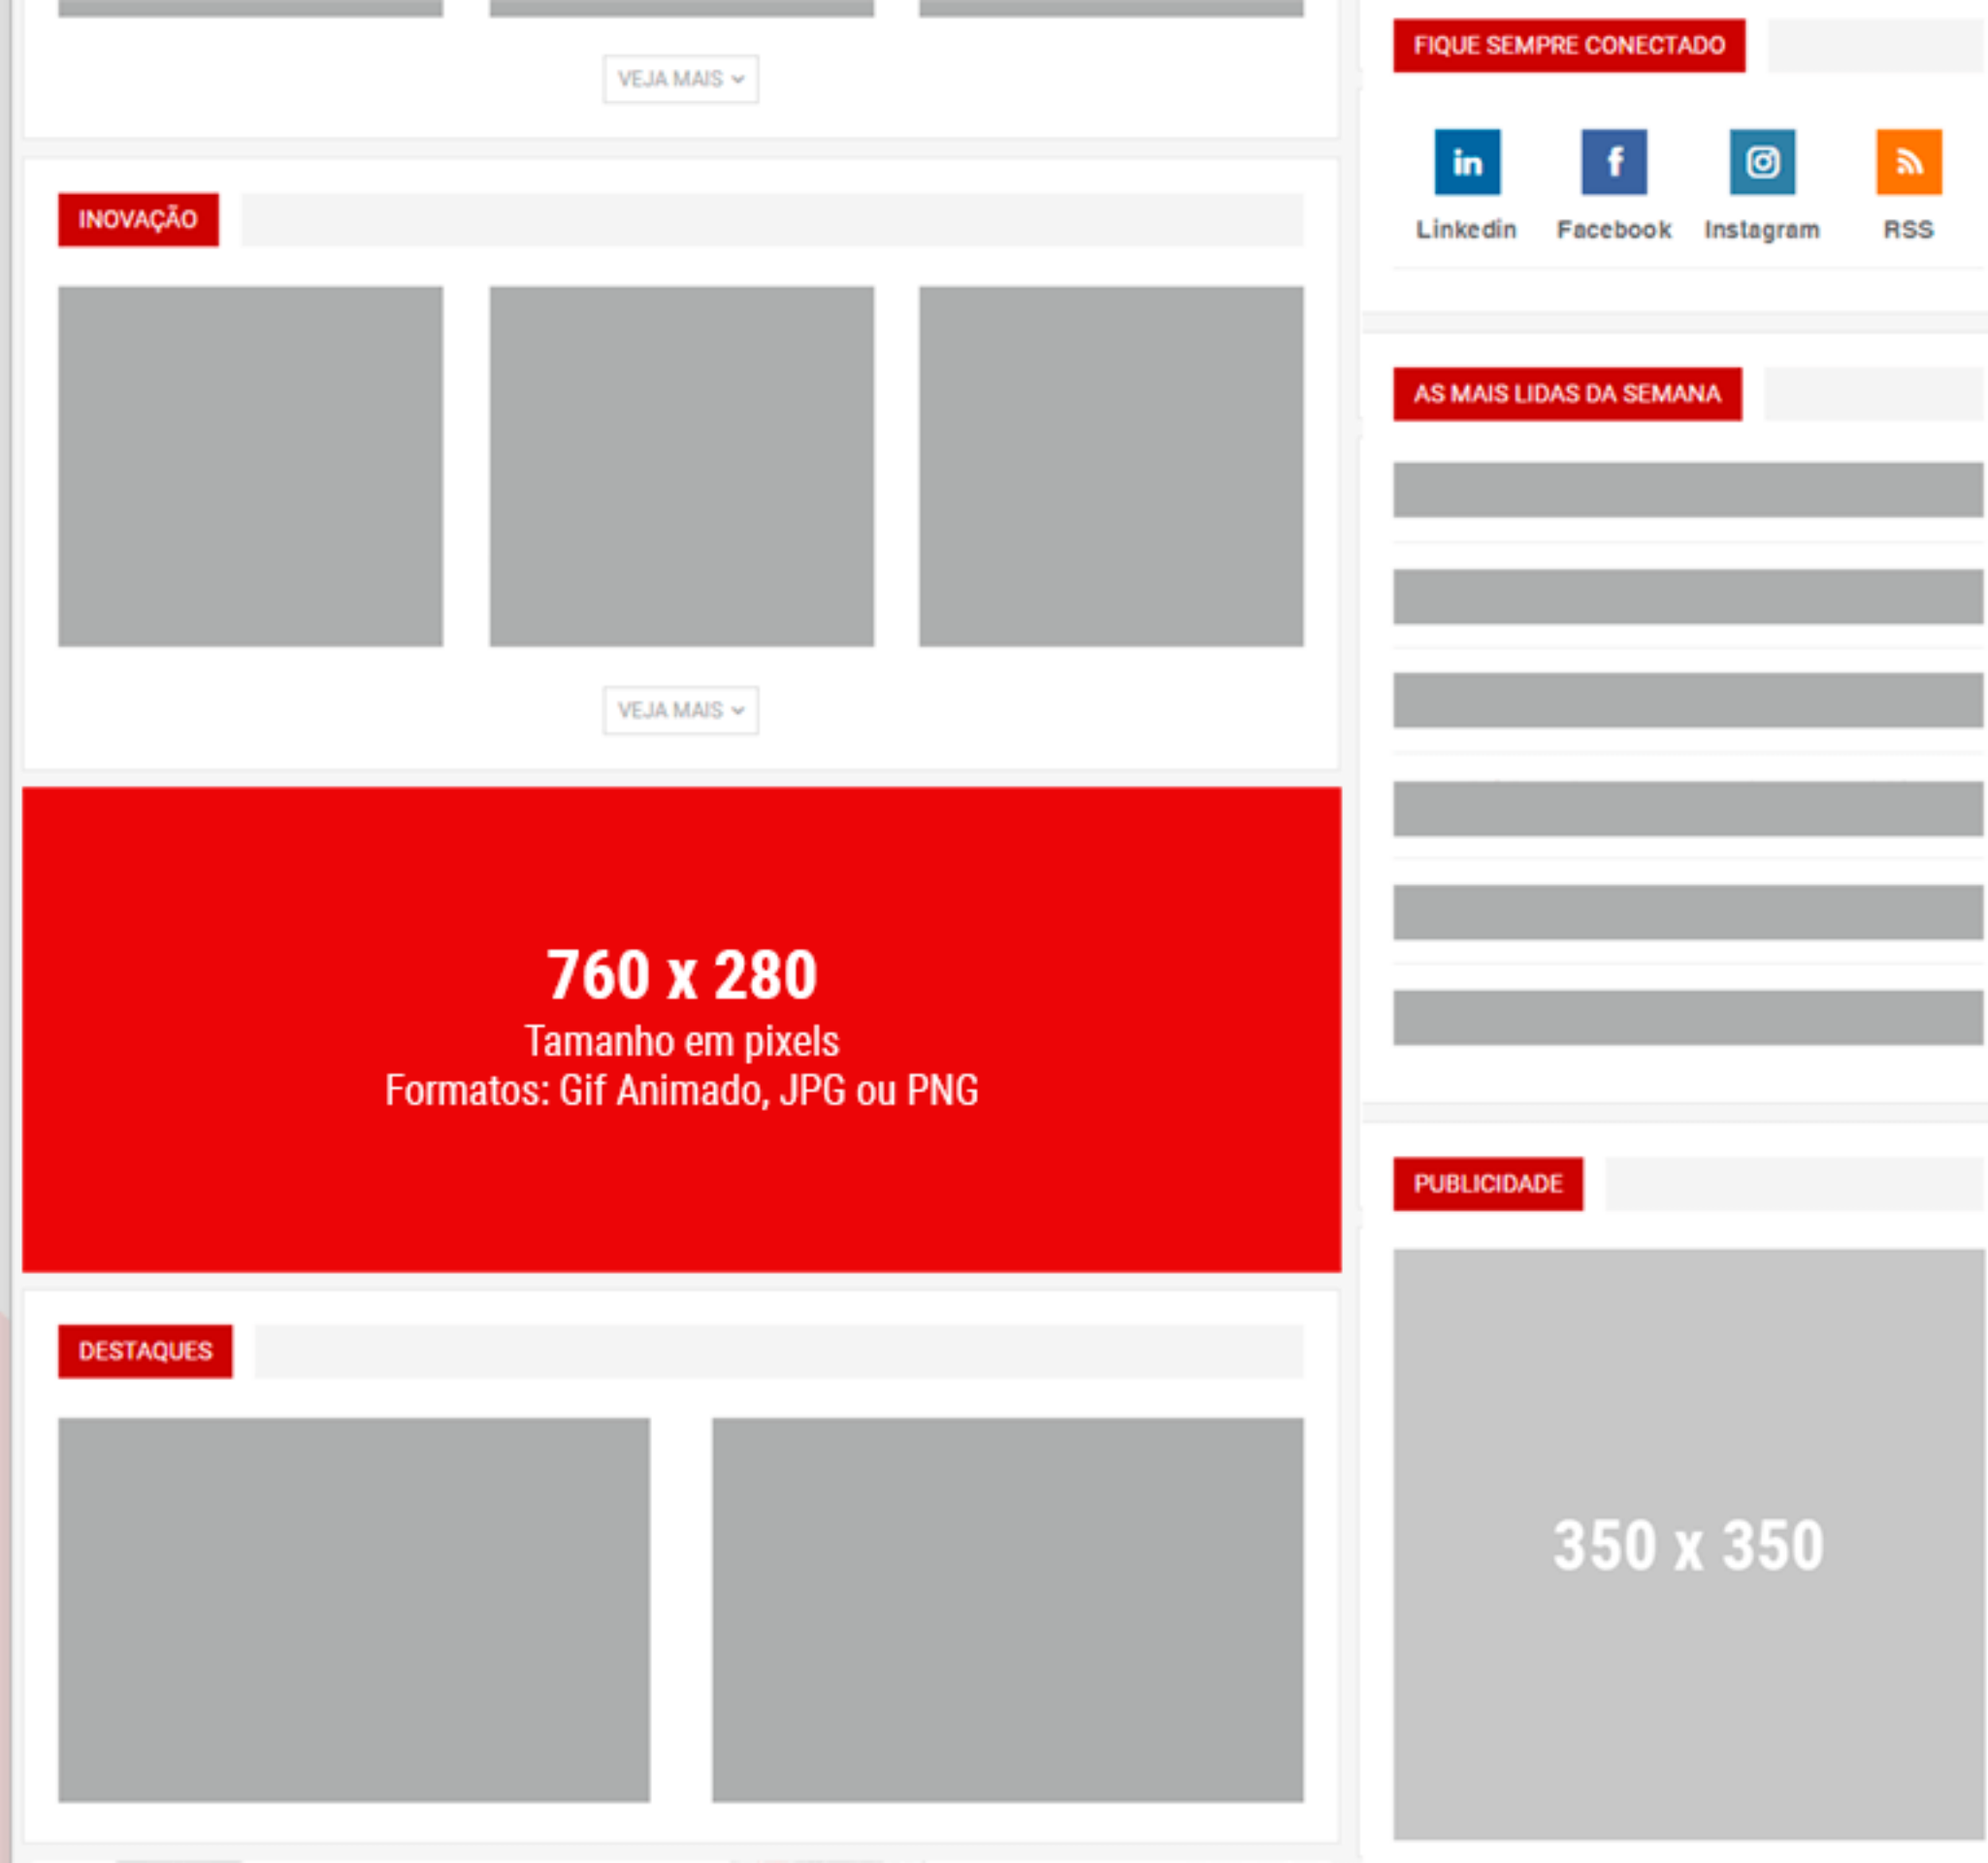 VEJA MAIS
INOVAÇÃO
VEJA MAIS
760 x 280
Tamanho em pixels
Formatos: Gif Animado, JPG ou PNG
DESTAQUES
FIQUE SEMPRE CONECTADO
in f
Linkedin Facebook Instagram RSS
AS MAIS LIDAS DA SEMANA
PUBLICIDADE
350 x 350